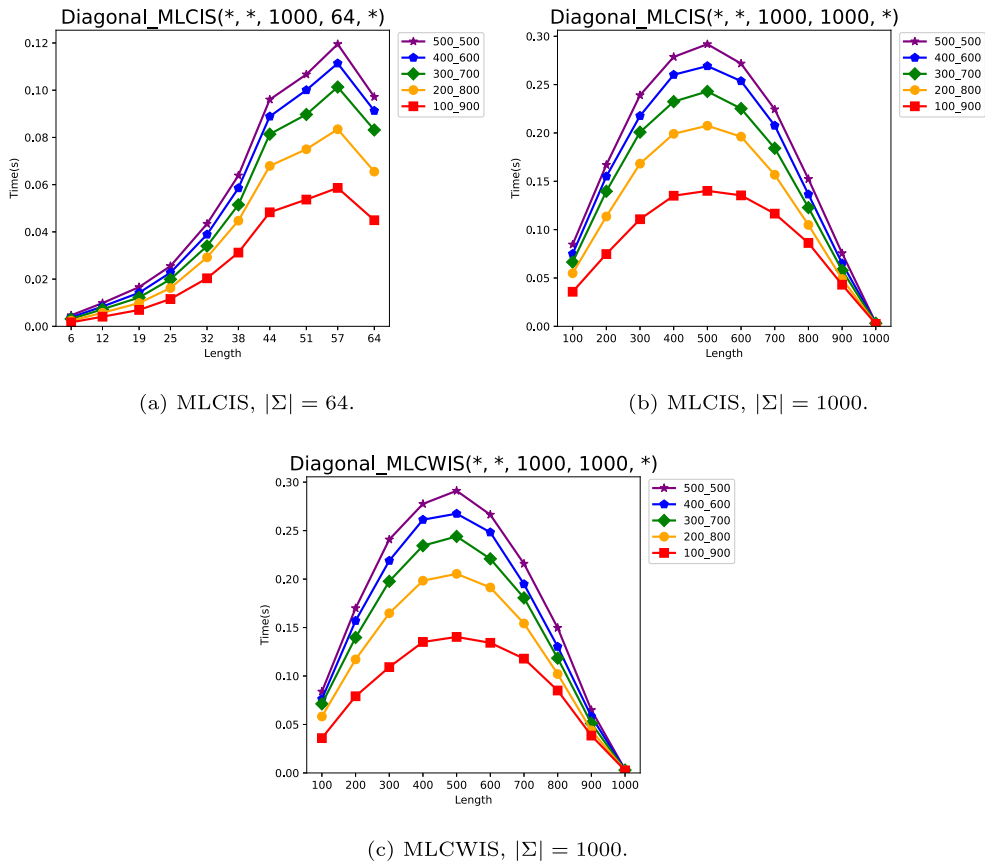 Diagonal_MLCIS(*, *, 1000, 64, *)
0.12
0.10
0.08
0.06
0.04
0.02
0.00
Time(s)
6 12 19 25 32 38 44 51 57 64
Length
500_500
400_600
300_700
200_800
100_900
(a) MLCIS, |Σ| = 64.
Diagonal_MLCIS(*, *, 1000, 1000, *)
0.30
0.25
0.20
0.15
0.10
0.05
0.00
Time(s)
100 200 300 400 500 600 700 800 900 1000
Length
500_500
400_600
300_700
200_800
100_900
(b) MLCIS, |Σ| = 1000.
Diagonal_MLCWIS(*, *, 1000, 1000, *)
0.30
0.25
0.20
0.15
0.10
0.05
0.00
Time(s)
100 200 300 400 500 600 700 800 900 1000
Length
500_500
400_600
300_700
200_800
100_900
(c) MLCWIS, |Σ| = 1000.